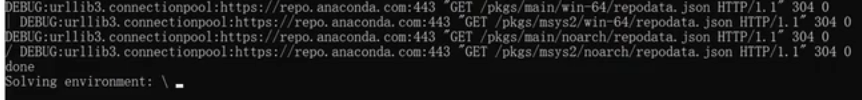 DEBUG:urllib3.connectionpool:https://repo.anaconda.com:443 "GET /pkgs/main/win-64/repodata.json HTTP/1.1" 304 0
| DEBUG:urllib3.connectionpool:https://repo.anaconda.com:443 "GET /pkgs/msys2/win-64/repodata.json HTTP/1.1" 304 0
DEBUG:urllib3.connectionpool:https://repo.anaconda.com:443 "GET /pkgs/main/noarch/repodata.json HTTP/1.1" 304 0
/ DEBUG:urllib3.connectionpool:https://repo.anaconda.com:443 "GET /pkgs/msys2/noarch/repodata.json HTTP/1.1" 304 0
done
Solving environment: \